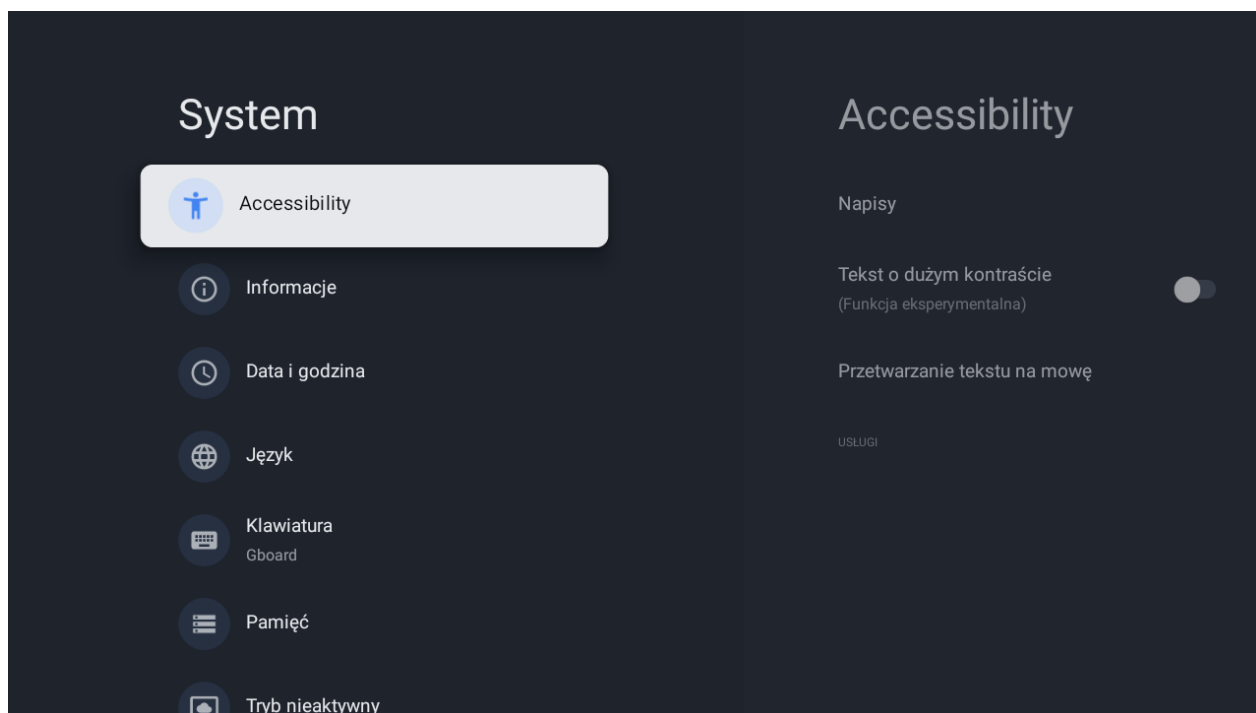 System
Accessibility
Informacje
Data i godzina
Język
Klawiatura
Gboard
Pamięć
Tryb nieaktywny
Accessibility
Napisy
Tekst o dużym kontraście
(Funkcja eksperymentalna)
Przetwarzanie tekstu na mowę
USŁUGI